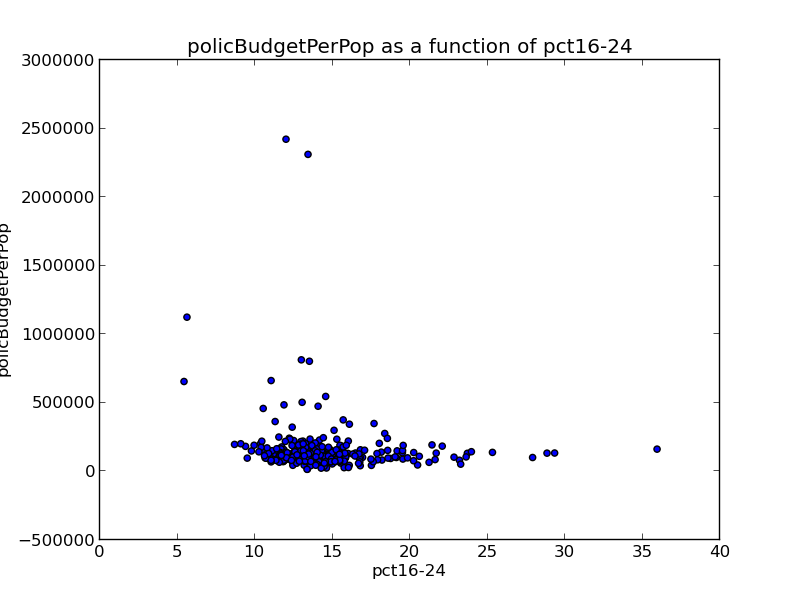 policBudgetPerPop as a function of pct16-24
3000000
2500000
2000000
1500000
1000000
500000
0
−500000
policBudgetPerPop
0 5 10 15 20 25 30 35 40
pct16-24